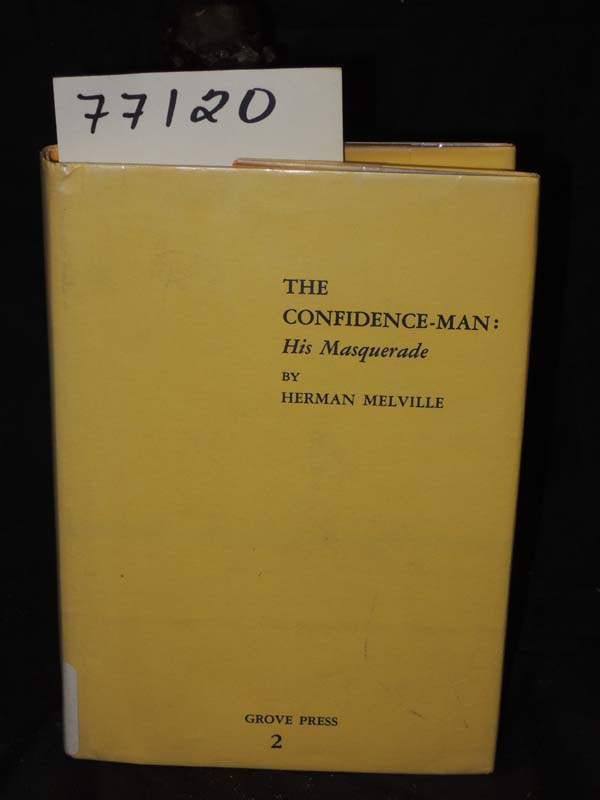 77120
THE
CONFIDENCE-MAN:
His Masquerade
BY
HERMAN MELVILLE
GROVE PRESS
2